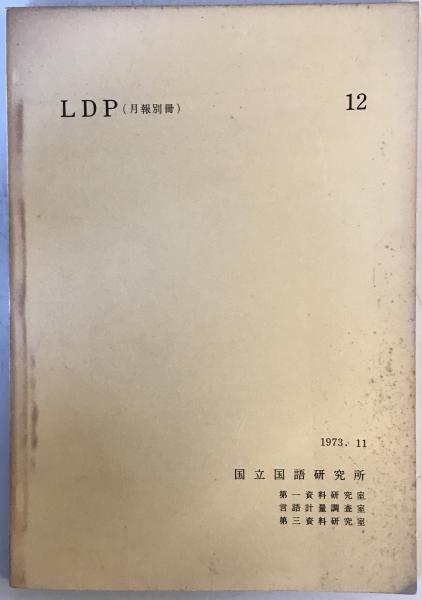 LDP(月報別冊) 12
1973. 11
国立国語研究所
第一資料研究室
言語計量調査室
第三資料研究室